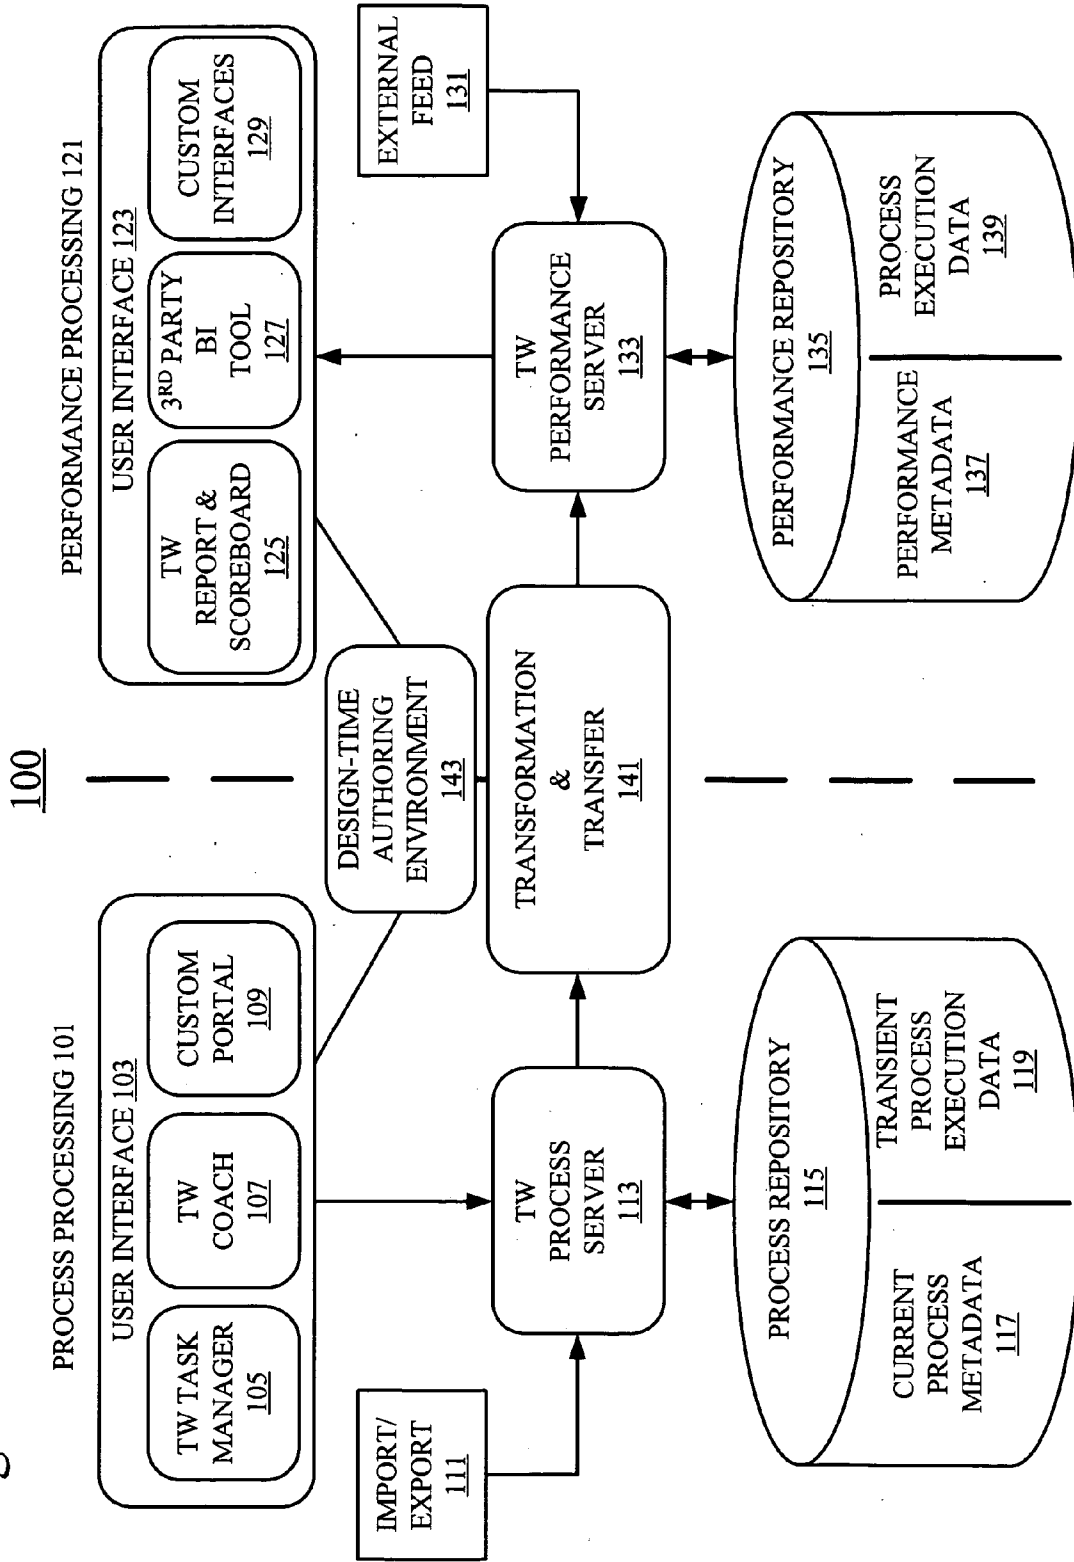 100
PROCESS PROCESSING 101
USER INTERFACE 103
TW TASK
MANAGER
105
TW
COACH
107
CUSTOM
PORTAL
109
PERFORMANCE PROCESSING 121
USER INTERFACE 123
TW
REPORT &
SCOREBOARD
125
3RD PARTY
BI
TOOL
127
CUSTOM
INTERFACES
129
IMPORT/
EXPORT
111
DESIGN-TIME
AUTHORING
ENVIRONMENT
143
EXTERNAL
FEED
131
TW
PROCESS
SERVER
113
TRANSFORMATION
&
TRANSFER
141
TW
PERFORMANCE
SERVER
133
PROCESS REPOSITORY
115
CURRENT
PROCESS
METADATA
117
TRANSIENT
PROCESS
EXECUTION
DATA
119
PERFORMANCE REPOSITORY
135
PERFORMANCE
METADATA
137
PROCESS
EXECUTION
DATA
139